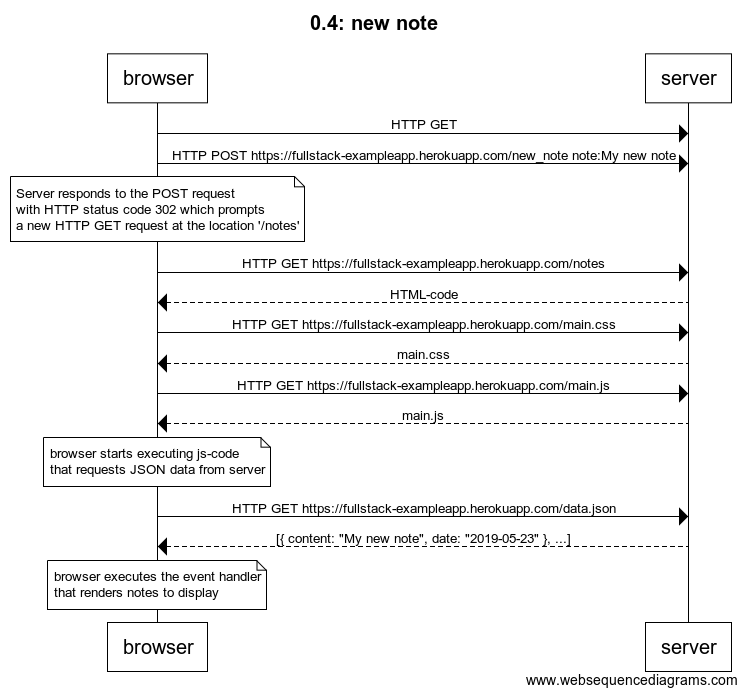 0.4: new note
browser
server
HTTP GET
HTTP POST https://fullstack-exampleapp.herokuapp.com/new_note note:My new note
Server responds to the POST request
with HTTP status code 302 which prompts
a new HTTP GET request at the location '/notes'
HTTP GET https://fullstack-exampleapp.herokuapp.com/notes
HTML-code
HTTP GET https://fullstack-exampleapp.herokuapp.com/main.css
main.css
HTTP GET https://fullstack-exampleapp.herokuapp.com/main.js
main.js
browser starts executing js-code
that requests JSON data from server
HTTP GET https://fullstack-exampleapp.herokuapp.com/data.json
[{ content: "My new note", date: "2019-05-23" }, ...]
browser executes the event handler
that renders notes to display
browser
server
www.websequencediagrams.com